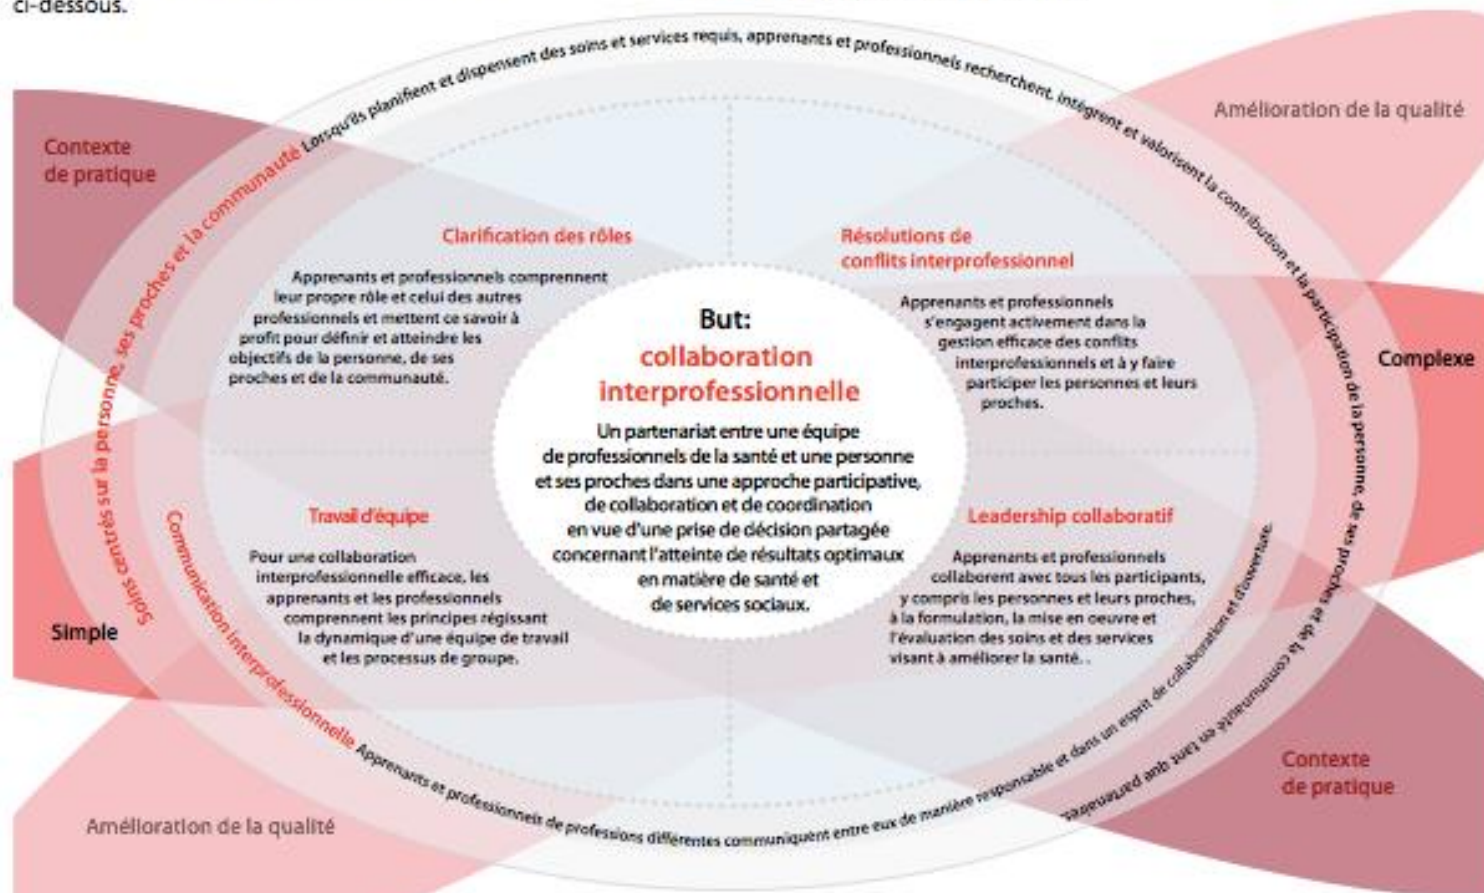 ci-dessous.
Soins centrés sur la personne, ses proches et la communauté Lorsqu'ils planifient et dispensent des soins et services requis, apprenants et professionnels recherchent, intègrent et valorisent la contribution et la participation de la personne, de ses proches et de la communauté en tant que partenaires.
Amélioration de la qualité
Contexte
de pratique
Clarification des rôles
Apprenants et professionnels comprennent
leur propre rôle et celui des autres
professionnels et mettent ce savoir à
profit pour définir et atteindre les
objectifs de la personne, de ses
proches et de la communauté.
Résolutions de
conflits interprofessionnel
Apprenants et professionnels
s'engagent activement dans la
gestion efficace des conflits
interprofessionnels et à y faire
participer les personnes et leurs
proches.
Complexe
But:
collaboration
interprofessionnelle
Un partenariat entre une équipe
de professionnels de la santé et une personne
et ses proches dans une approche participative,
de collaboration et de coordination
en vue d'une prise de décision partagée
concernant l'atteinte de résultats optimaux
en matière de santé et
de services sociaux.
Travail d'équipe
Pour une collaboration
interprofessionnelle efficace, les
apprenants et les professionnels
comprennent les principes régissant
la dynamique d'une équipe de travail
et les processus de groupe.
Leadership collaboratif
Apprenants et professionnels
collaborent avec tous les participants,
y compris les personnes et leurs proches,
à la formulation, la mise en oeuvre et
l'évaluation des soins et des services
visant à améliorer la santé. .
Simple
Communication interprofessionnelle Apprenants et professionnels de professions différentes communiquent entre eux de manière responsable et dans un esprit de collaboration et d'ouverture.
Contexte
de pratique
Amélioration de la qualité